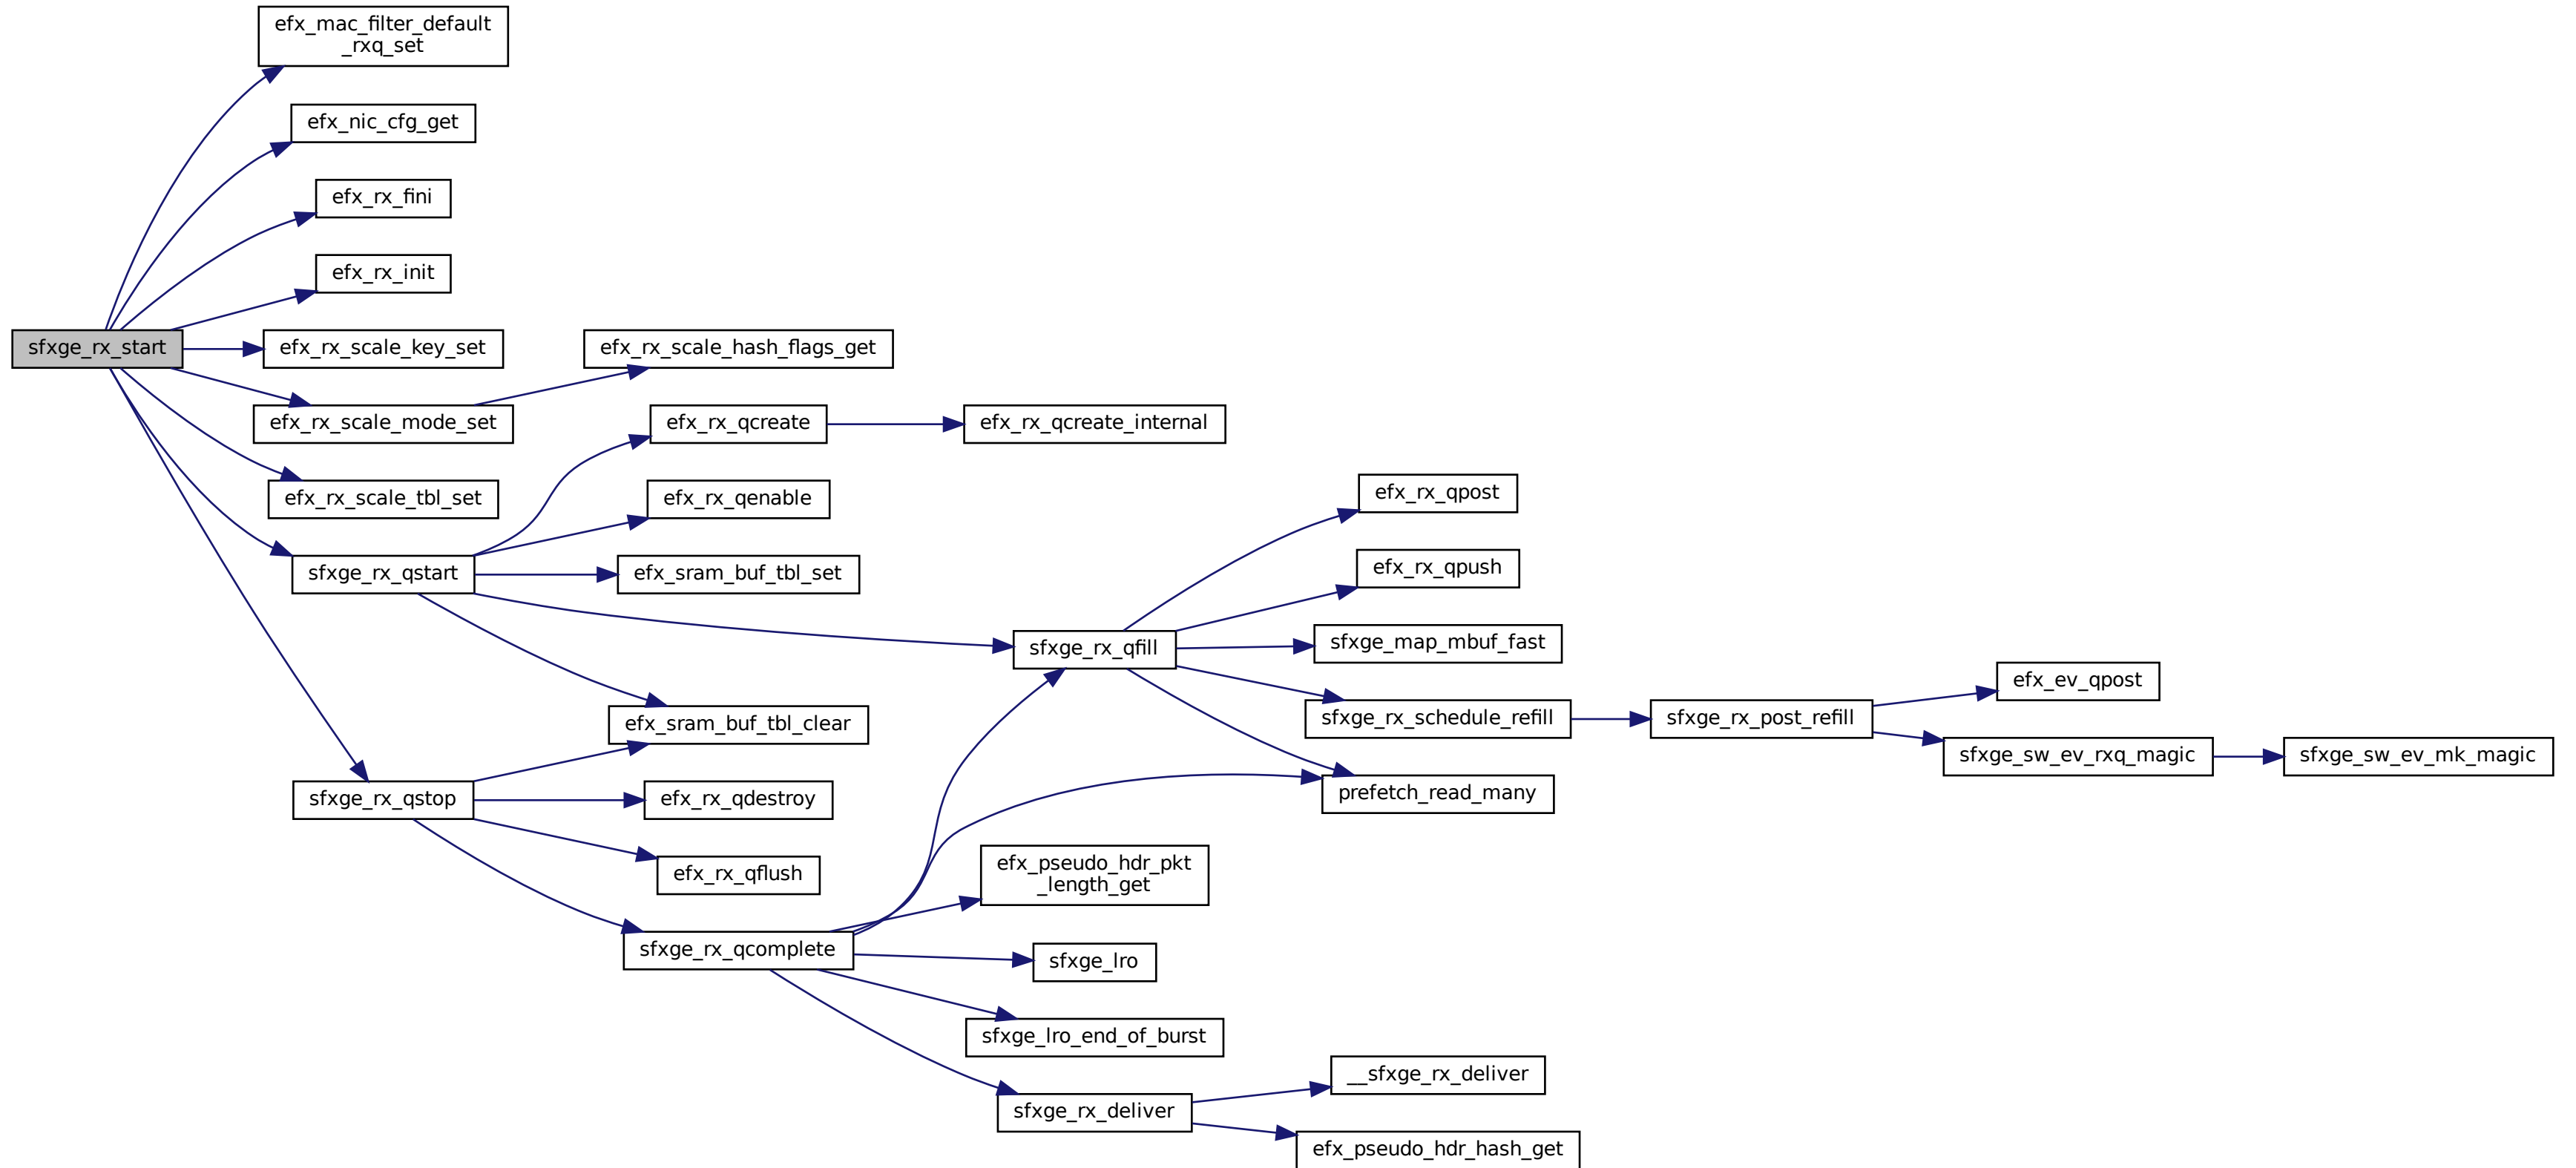 efx_mac_filter_default
_rxq_set
efx_nic_cfg_get
efx_rx_fini
efx_rx_init
sfxge_rx_start
efx_rx_scale_key_set
efx_rx_scale_hash_flags_get
efx_rx_scale_mode_set
efx_rx_qcreate
efx_rx_qcreate_internal
efx_rx_scale_tbl_set
efx_rx_qenable
efx_rx_qpost
sfxge_rx_qstart
efx_sram_buf_tbl_set
efx_rx_qpush
sfxge_rx_qfill
sfxge_map_mbuf_fast
efx_ev_qpost
efx_sram_buf_tbl_clear
sfxge_rx_schedule_refill
sfxge_rx_post_refill
sfxge_sw_ev_rxq_magic
sfxge_sw_ev_mk_magic
sfxge_rx_qstop
efx_rx_qdestroy
prefetch_read_many
efx_rx_qflush
efx_pseudo_hdr_pkt
_length_get
sfxge_rx_qcomplete
sfxge_lro
sfxge_lro_end_of_burst
__sfxge_rx_deliver
sfxge_rx_deliver
efx_pseudo_hdr_hash_get